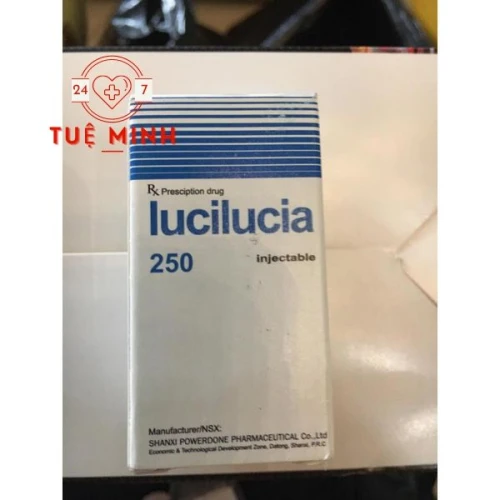 24 7
TUỆ MINH
Rx Presciption drug
lucilucia
250 injectable
Manufacturer/NSX:
SHANXI POWERDONE PHARMACEUTICAL Co.,Ltd
Economic & Technological Development Zone, Datong, Shanxi, P.R.C